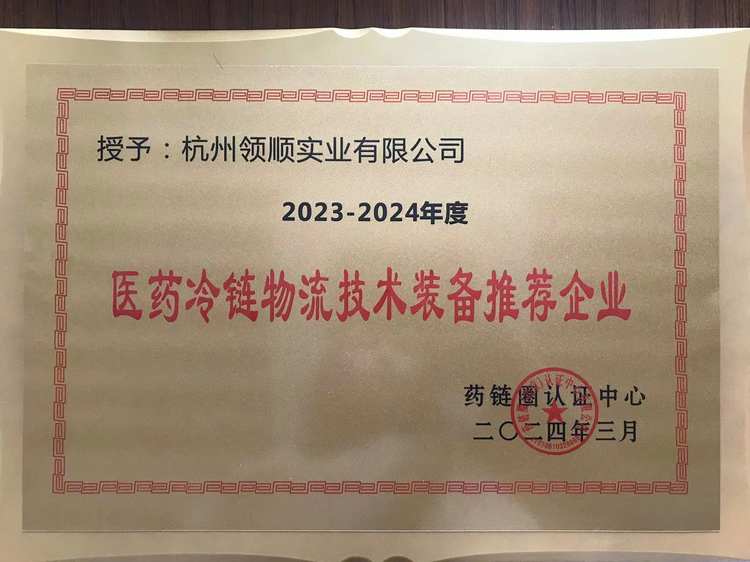 授予：杭州领顺实业有限公司
2023-2024年度
医药冷链物流技术装备推荐企业
药链圈认证中心
二〇二四年三月